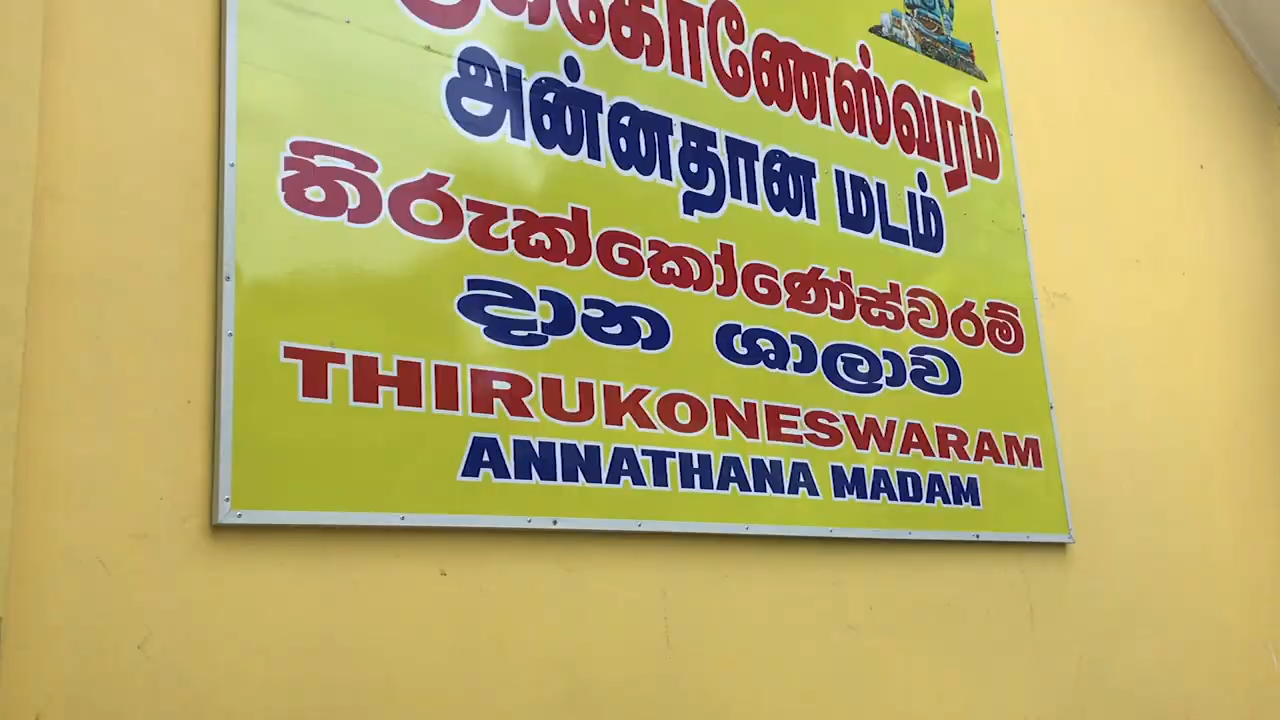 அன்னதான மடம்
තිරුක්කෝණේස්වරම්
දාන ශාලාව
THIRUKONESWARAM
ANNATHANA MADAM